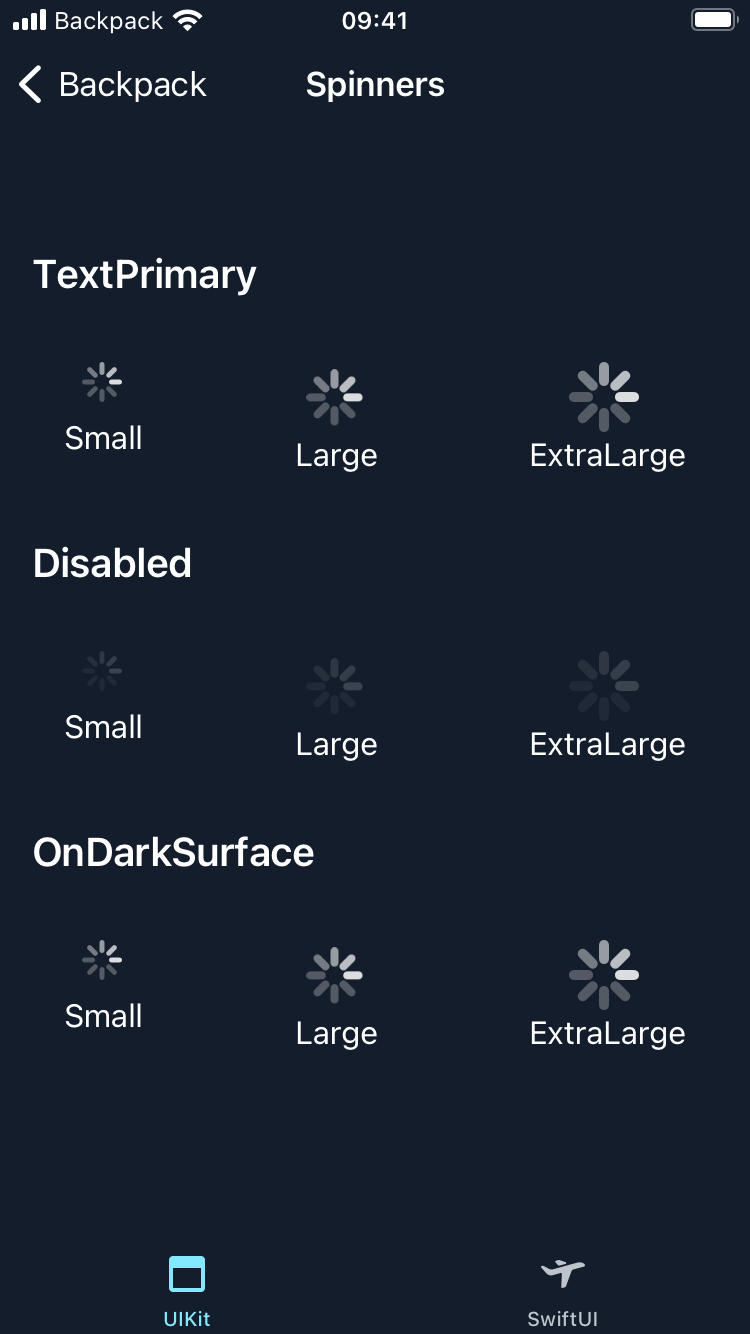 Backpack 09:41
Backpack Spinners
TextPrimary
Small Large ExtraLarge
Disabled
Small Large ExtraLarge
OnDarkSurface
Small Large ExtraLarge
UIKit SwiftUI